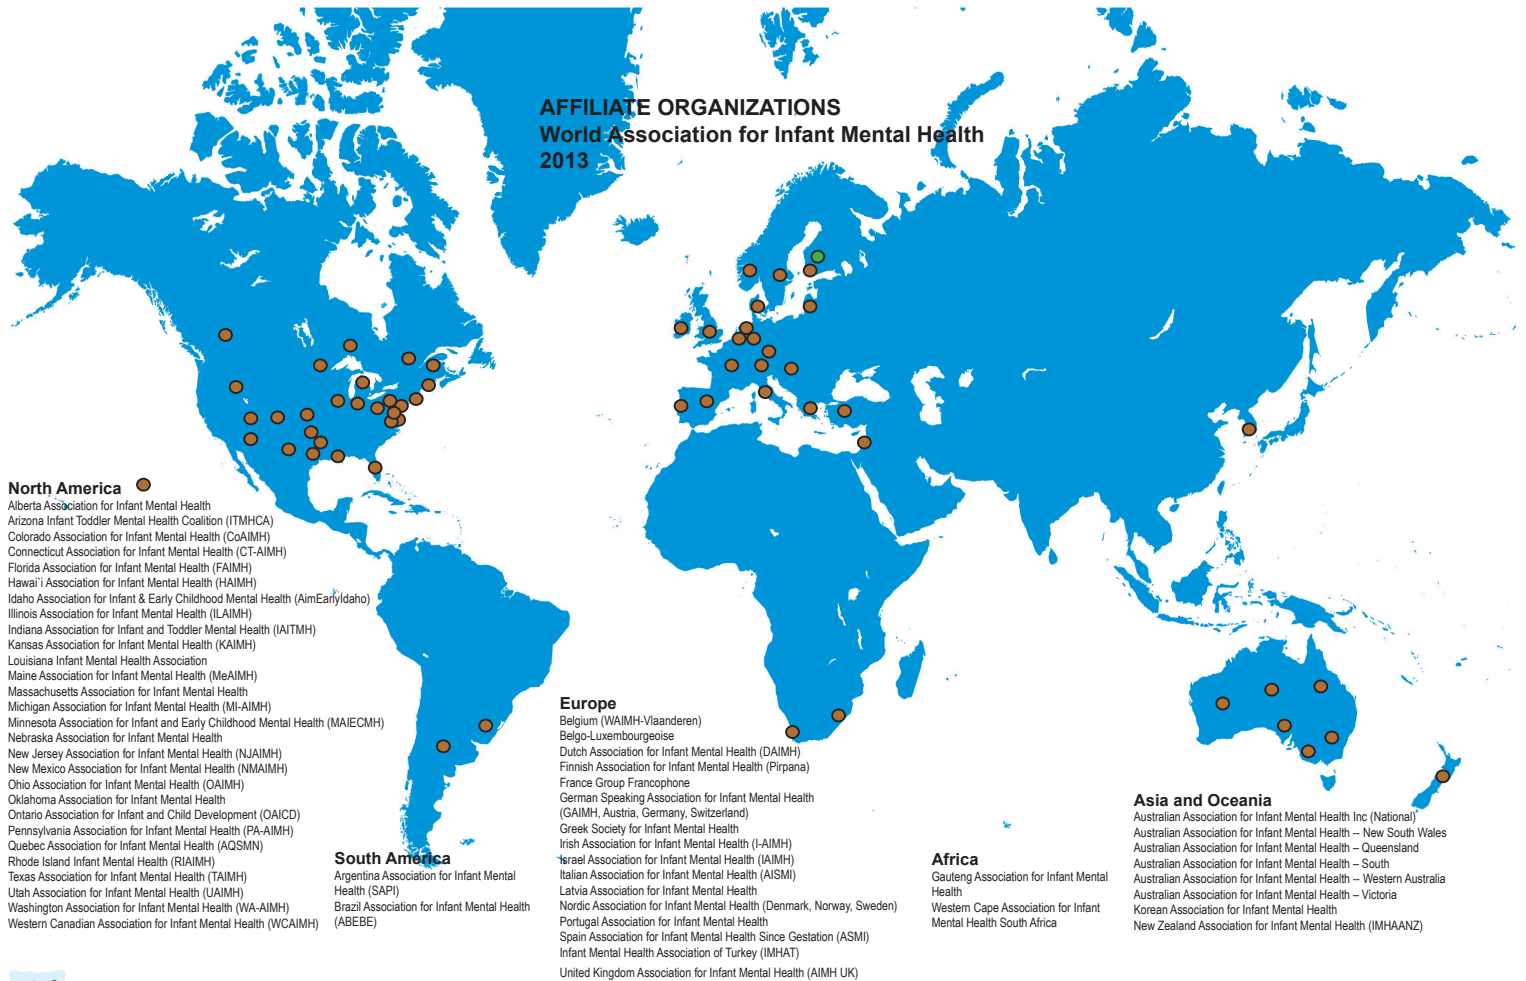 AFFILIATE ORGANIZATIONS
World Association for Infant Mental Health
2013
North America
Alberta Association for Infant Mental Health
Arizona Infant Toddler Mental Health Coalition (ITMHCA)
Colorado Association for Infant Mental Health (CoAIMH)
Connecticut Association for Infant Mental Health (CT-AIMH)
Florida Association for Infant Mental Health (FAIMH)
Hawai`i Association for Infant Mental Health (HAIMH)
Idaho Association for Infant & Early Childhood Mental Health (AimEarlyIdaho)
Illinois Association for Infant Mental Health (ILAIMH)
Indiana Association for Infant and Toddler Mental Health (IAITMH)
Kansas Association for Infant Mental Health (KAIMH)
Louisiana Infant Mental Health Association
Maine Association for Infant Mental Health (MeAIMH)
Massachusetts Association for Infant Mental Health
Michigan Association for Infant Mental Health (MI-AIMH)
Minnesota Association for Infant and Early Childhood Mental Health (MAIECMH)
Nebraska Association for Infant Mental Health
New Jersey Association for Infant Mental Health (NJAIMH)
New Mexico Association for Infant Mental Health (NMAIMH)
Ohio Association for Infant Mental Health (OAIMH)
Oklahoma Association for Infant Mental Health
Ontario Association for Infant and Child Development (OAICD)
Pennsylvania Association for Infant Mental Health (PA-AIMH)
Quebec Association for Infant Mental Health (AQSMN)
Rhode Island Infant Mental Health (RIAIMH)
Texas Association for Infant Mental Health (TAIMH)
Utah Association for Infant Mental Health (UAIMH)
Washington Association for Infant Mental Health (WA-AIMH)
Western Canadian Association for Infant Mental Health (WCAIMH)
South America
Argentina Association for Infant Mental
Health (SAPI)
Brazil Association for Infant Mental Health
(ABEBE)
Europe
Belgium (WAIMH-Vlaanderen)
Belgo-Luxembourgeoise
Dutch Association for Infant Mental Health (DAIMH)
Finnish Association for Infant Mental Health (Pirpana)
France Group Francophone
German Speaking Association for Infant Mental Health
(GAIMH, Austria, Germany, Switzerland)
Greek Society for Infant Mental Health
Irish Association for Infant Mental Health (I-AIMH)
Israel Association for Infant Mental Health (IAIMH)
Italian Association for Infant Mental Health (AISMI)
Latvia Association for Infant Mental Health
Nordic Association for Infant Mental Health (Denmark, Norway, Sweden)
Portugal Association for Infant Mental Health
Spain Association for Infant Mental Health Since Gestation (ASMI)
Infant Mental Health Association of Turkey (IMHAT)
United Kingdom Association for Infant Mental Health (AIMH UK)
Africa
Gauteng Association for Infant Mental
Health
Western Cape Association for Infant
Mental Health South Africa
Asia and Oceania
Australian Association for Infant Mental Health Inc (National)
Australian Association for Infant Mental Health -- New South Wales
Australian Association for Infant Mental Health – Queensland
Australian Association for Infant Mental Health – South
Australian Association for Infant Mental Health -- Western Australia
Australian Association for Infant Mental Health – Victoria
Korean Association for Infant Mental Health
New Zealand Association for Infant Mental Health (IMHAANZ)